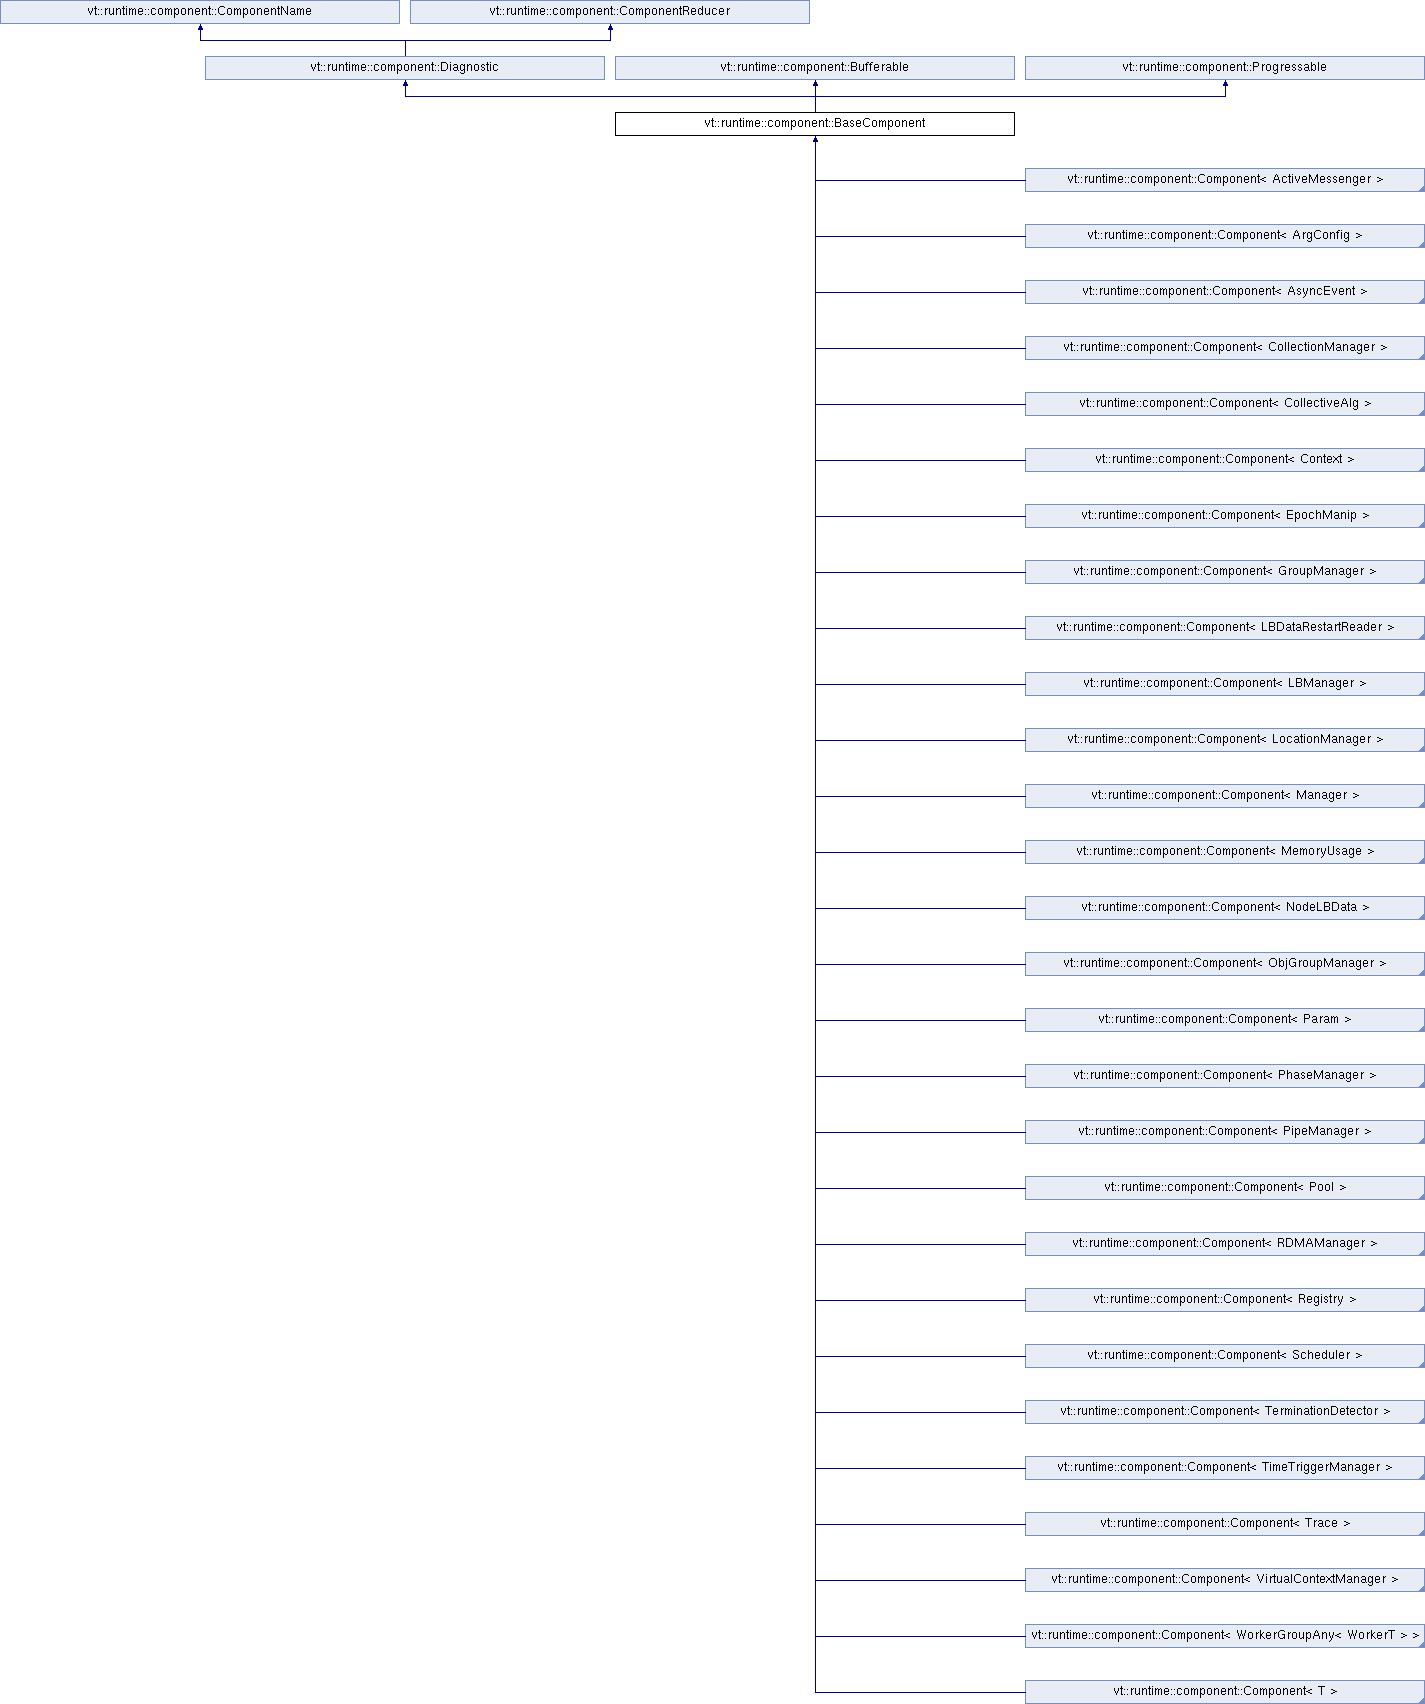 vt::runtime::component::ComponentName
vt::runtime::component::ComponentReducer
vt::runtime::component::Diagnostic
vt::runtime::component::Bufferable
vt::runtime::component::Progressable
vt::runtime::component::BaseComponent
vt::runtime::component::Component< ActiveMessenger >
vt::runtime::component::Component< ArgConfig >
vt::runtime::component::Component< AsyncEvent >
vt::runtime::component::Component< CollectionManager >
vt::runtime::component::Component< CollectiveAlg >
vt::runtime::component::Component< Context >
vt::runtime::component::Component< EpochManip >
vt::runtime::component::Component< GroupManager >
vt::runtime::component::Component< LBDataRestartReader >
vt::runtime::component::Component< LBManager >
vt::runtime::component::Component< LocationManager >
vt::runtime::component::Component< Manager >
vt::runtime::component::Component< MemoryUsage >
vt::runtime::component::Component< NodeLBData >
vt::runtime::component::Component< ObjGroupManager >
vt::runtime::component::Component< Param >
vt::runtime::component::Component< PhaseManager >
vt::runtime::component::Component< PipeManager >
vt::runtime::component::Component< Pool >
vt::runtime::component::Component< RDMAManager >
vt::runtime::component::Component< Registry >
vt::runtime::component::Component< Scheduler >
vt::runtime::component::Component< TerminationDetector >
vt::runtime::component::Component< TimeTriggerManager >
vt::runtime::component::Component< Trace >
vt::runtime::component::Component< VirtualContextManager >
vt::runtime::component::Component< WorkerGroupAny< WorkerT > >
vt::runtime::component::Component< T >